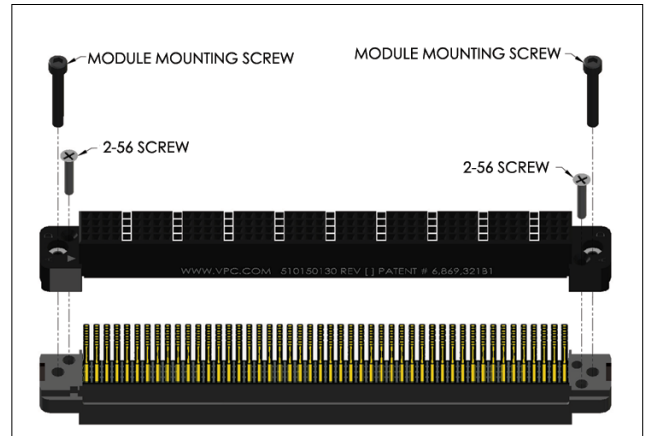 MODULE MOUNTING SCREW
MODULE MOUNTING SCREW
2-56 SCREW
2-56 SCREW
WWW.VPC.COM 510150130 REV [ ] PATENT # 6,869,321B1